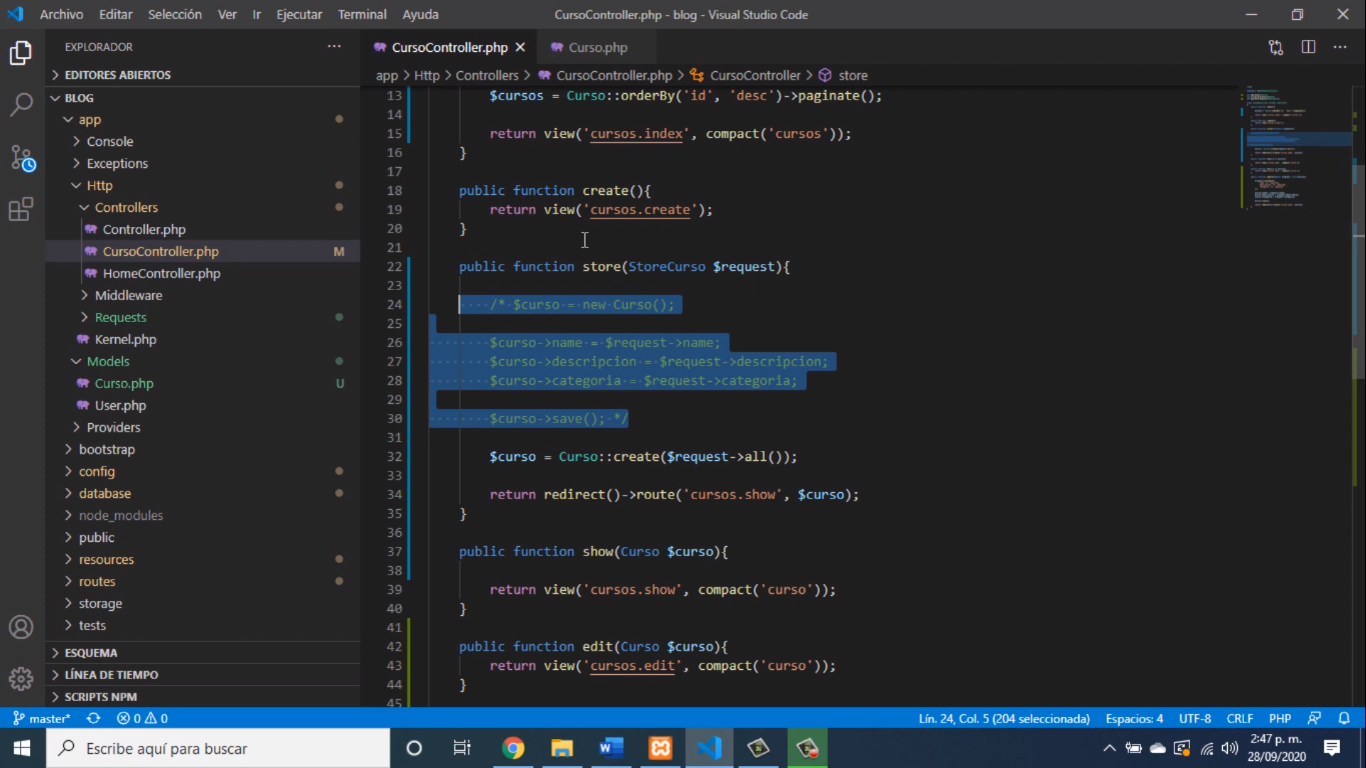 Archivo Editar Selección Ver Ir Ejecutar Terminal Ayuda CursoController.php - blog - Visual Studio Code
EXPLORADOR
EDITORES ABIERTOS
BLOG
app
Console
Exceptions
Http
Controllers
Controller.php
CursoController.php M
HomeController.php
Middleware
Requests
Kernel.php
Models
Curso.php U
User.php
Providers
bootstrap
config
database
node_modules
public
resources
routes
storage
tests
ESQUEMA
LÍNEA DE TIEMPO
SCRIPTS NPM
CursoController.php Curso.php
app > Http > Controllers > CursoController.php > CursoController > store
13 $cursos = Curso::orderBy('id', 'desc')->paginate();
14
15 return view('cursos.index', compact('cursos'));
16 }
17
18 public function create(){
19 return view('cursos.create');
20 }
21
22 public function store(StoreCurso $request){
23
24 /* $curso = new Curso();
25
26 $curso->name = $request->name;
27 $curso->descripcion = $request->descripcion;
28 $curso->categoria = $request->categoria;
29
30 $curso->save(); */
31
32 $curso = Curso::create($request->all());
33
34 return redirect()->route('cursos.show', $curso);
35 }
36
37 public function show(Curso $curso){
38
39 return view('cursos.show', compact('curso'));
40 }
41
42 public function edit(Curso $curso){
43 return view('cursos.edit', compact('curso'));
44 }
45
master* 0 0 Lín. 24, Col. 5 (204 seleccionada) Espacios: 4 UTF-8 CRLF PHP
Escribe aquí para buscar
2:47 p. m.
28/09/2020